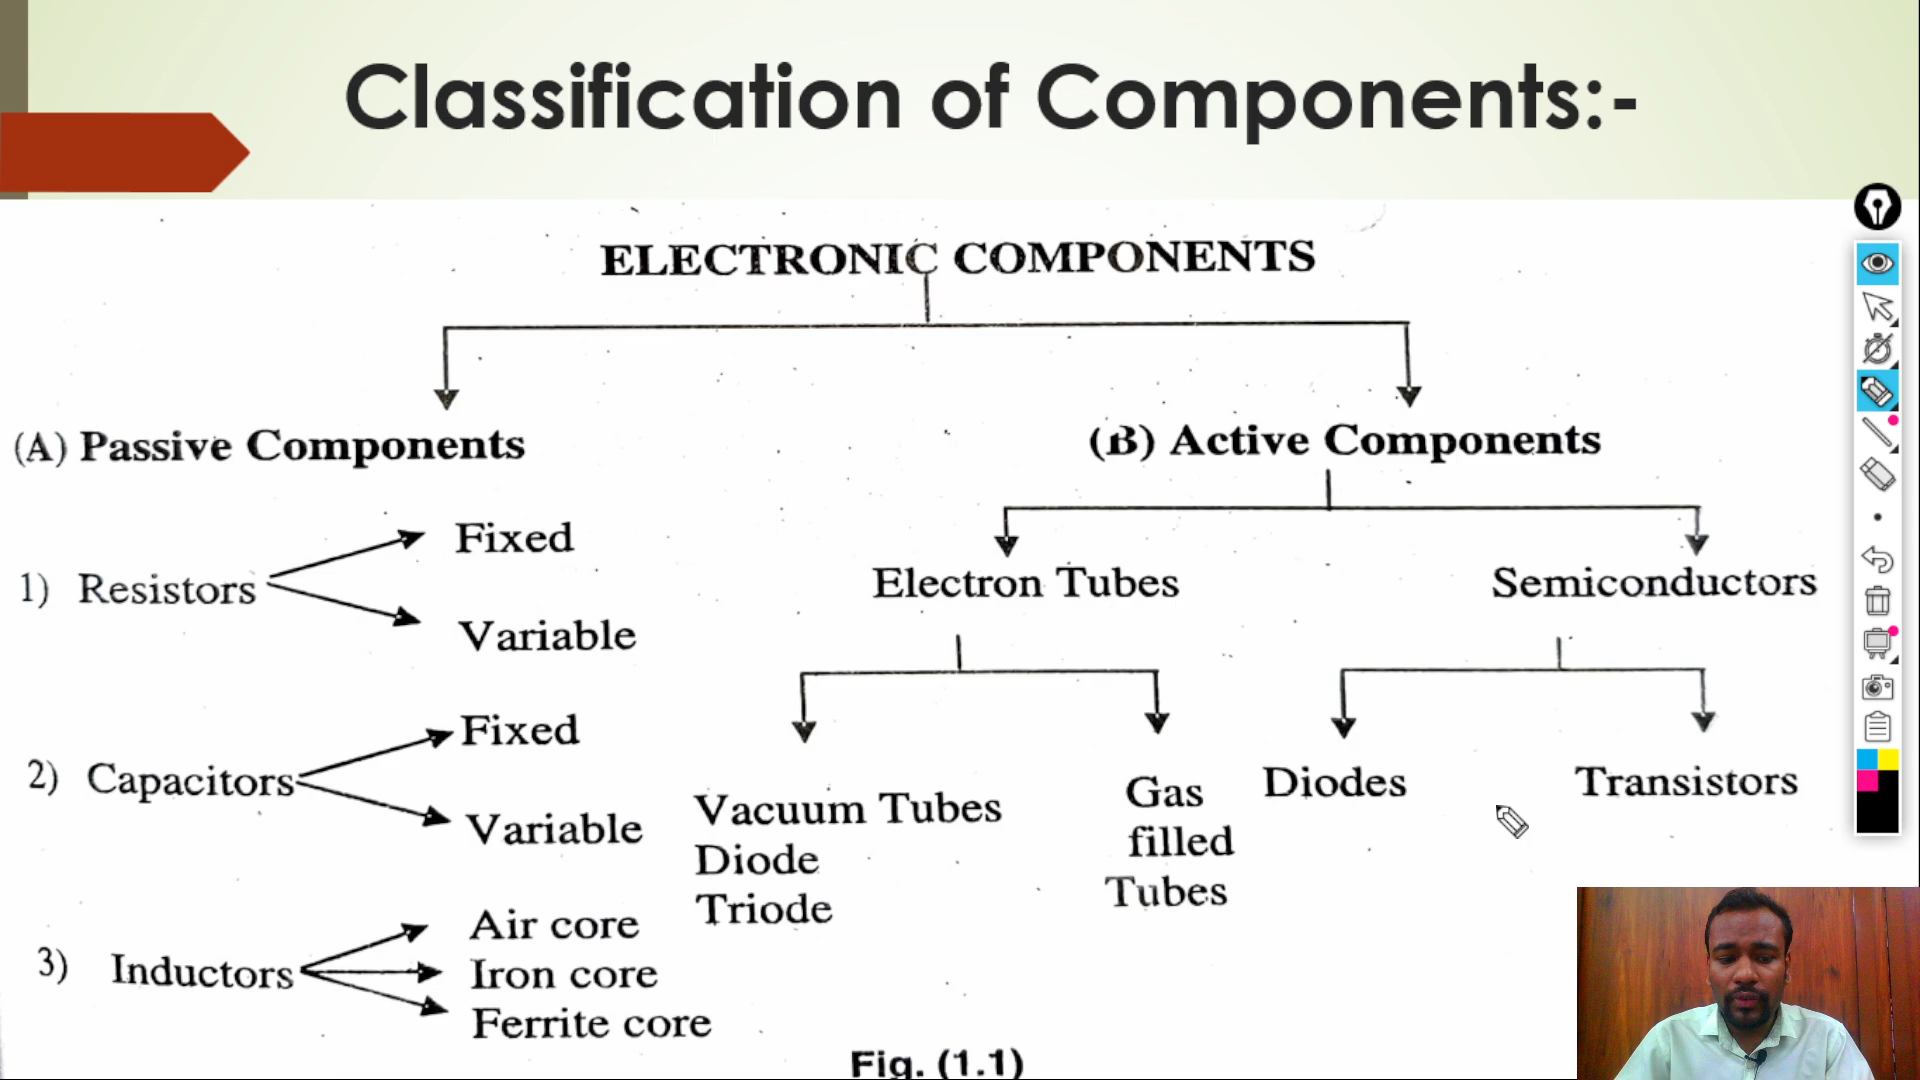 Classification of Components:-
ELECTRONIC COMPONENTS
(A) Passive Components
(B) Active Components
1) Resistors
Fixed
Variable
2) Capacitors
Fixed
Variable
3) Inductors
Air core
Iron core
Ferrite core
Electron Tubes
Semiconductors
Vacuum Tubes
Diode
Triode
Gas
filled
Tubes
Diodes
Transistors
Fig. (1.1)